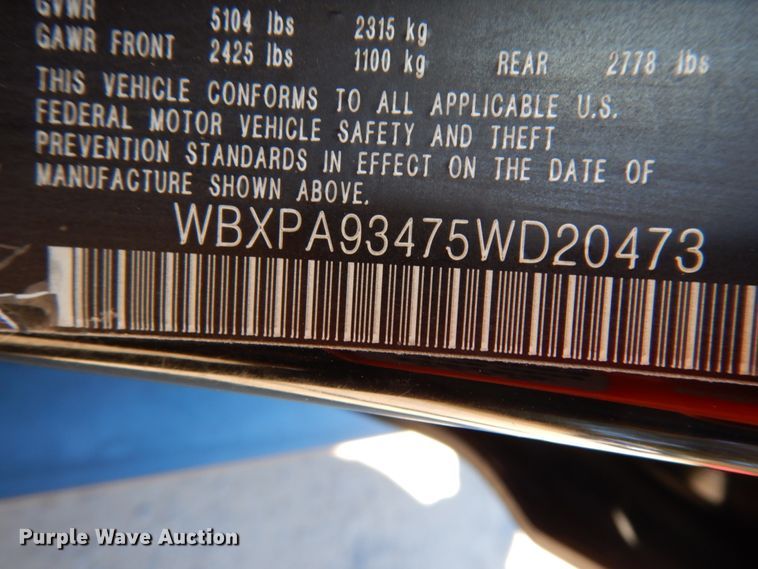 GVWR 5104 lbs 2315 kg
GAWR FRONT 2425 lbs 1100 kg REAR 2778 lbs
THIS VEHICLE CONFORMS TO ALL APPLICABLE U.S.
FEDERAL MOTOR VEHICLE SAFETY AND THEFT
PREVENTION STANDARDS IN EFFECT ON THE DATE OF
MANUFACTURE SHOWN ABOVE.
WBXPA93475WD20473
Purple Wave Auction